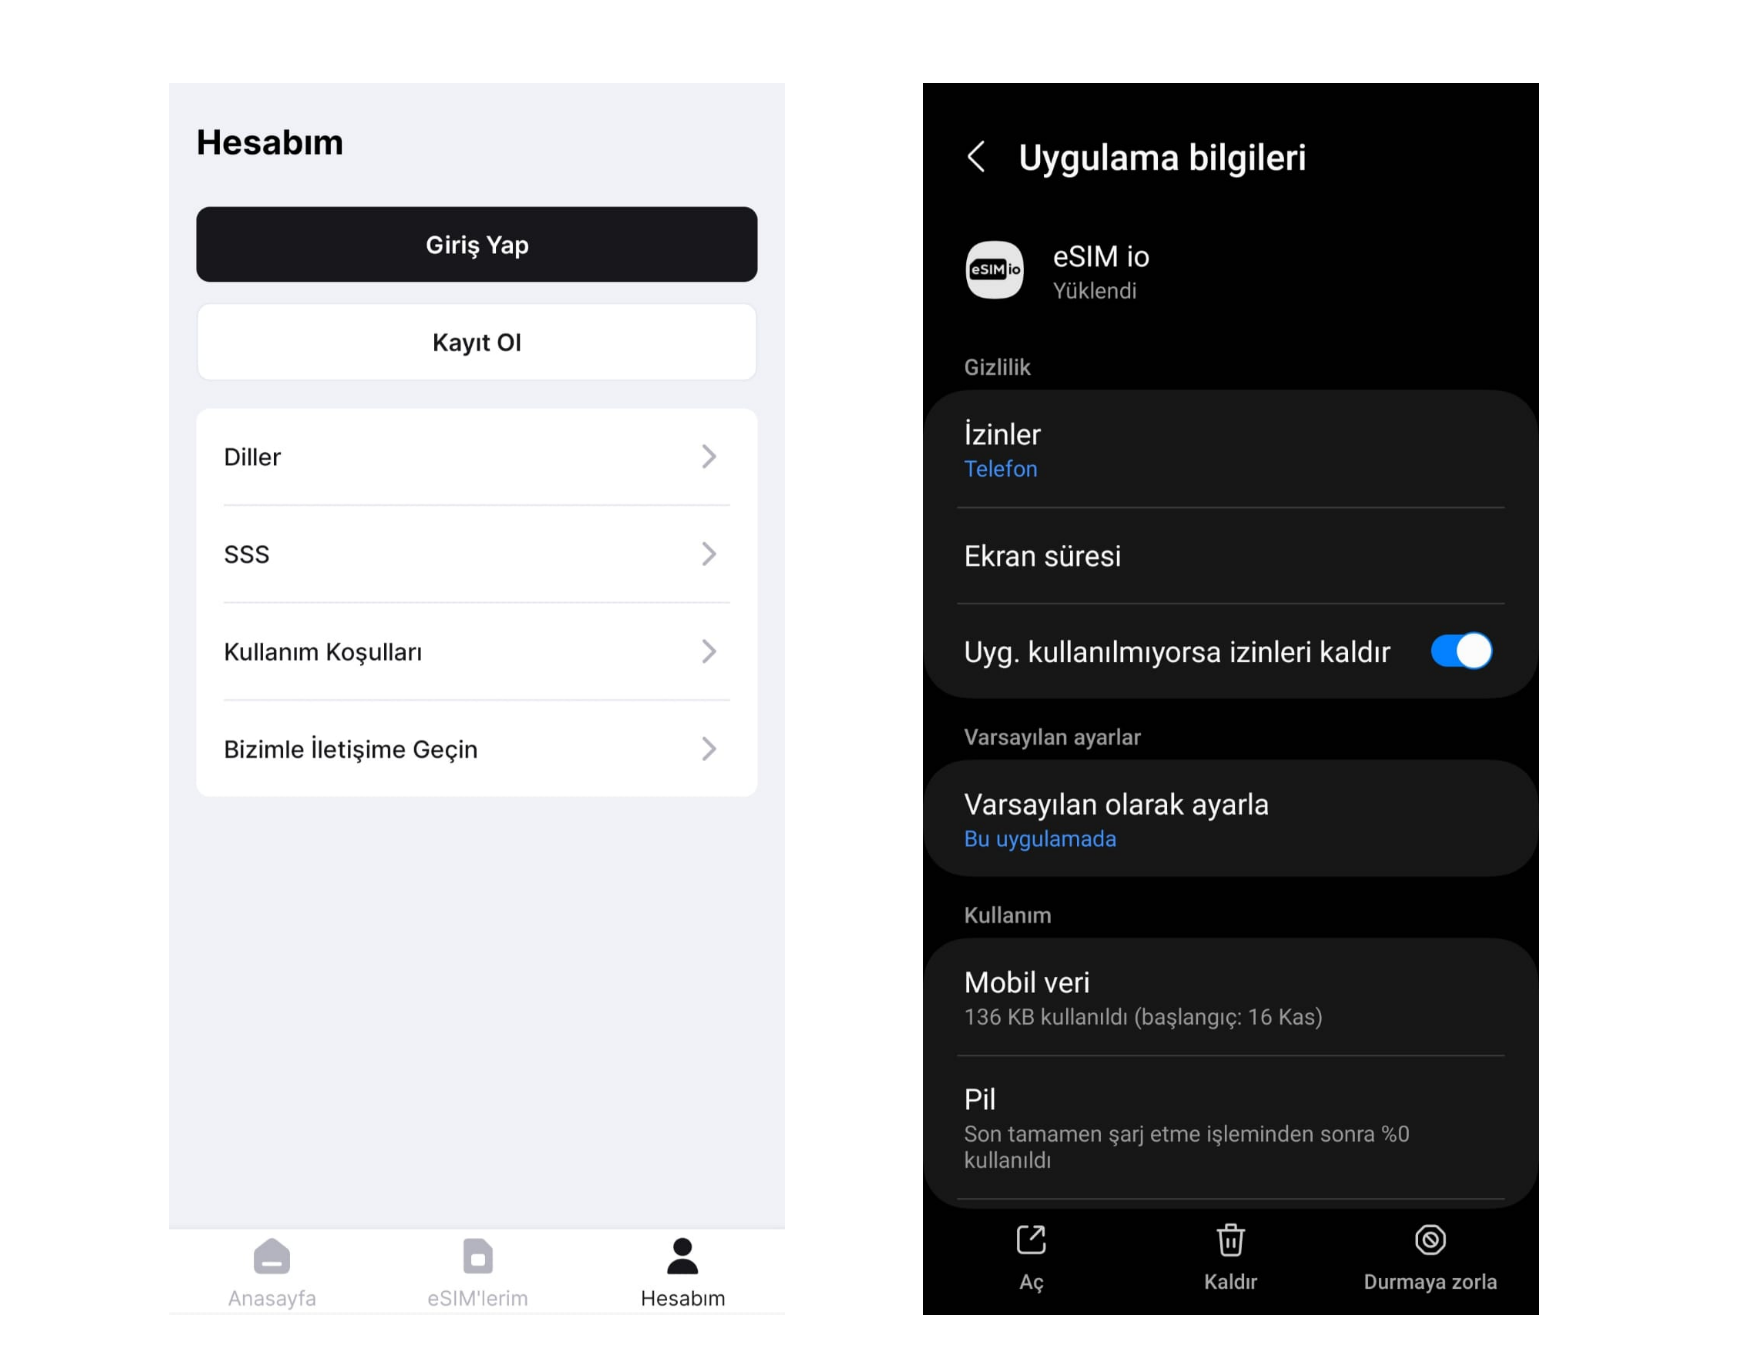 Hesabım
Giriş Yap
Kayıt Ol
Diller
SSS
Kullanım Koşulları
Bizimle İletişime Geçin
Anasayfa
eSIM'lerim
Hesabım
Uygulama bilgileri
eSIM io
eSIM io
Yüklendi
Gizlilik
İzinler
Telefon
Ekran süresi
Uyg. kullanılmıyorsa izinleri kaldır
Varsayılan ayarlar
Varsayılan olarak ayarla
Bu uygulamada
Kullanım
Mobil veri
136 KB kullanıldı (başlangıç: 16 Kas)
Pil
Son tamamen şarj etme işleminden sonra %0
kullanıldı
Aç
Kaldır
Durmaya zorla